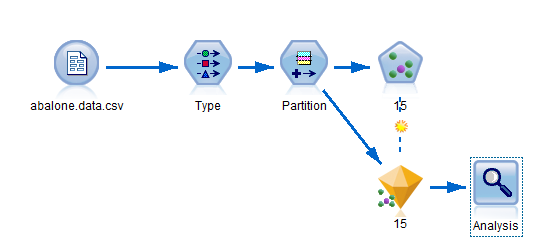 abalone.data.csv
Type
Partition
15
15
Analysis